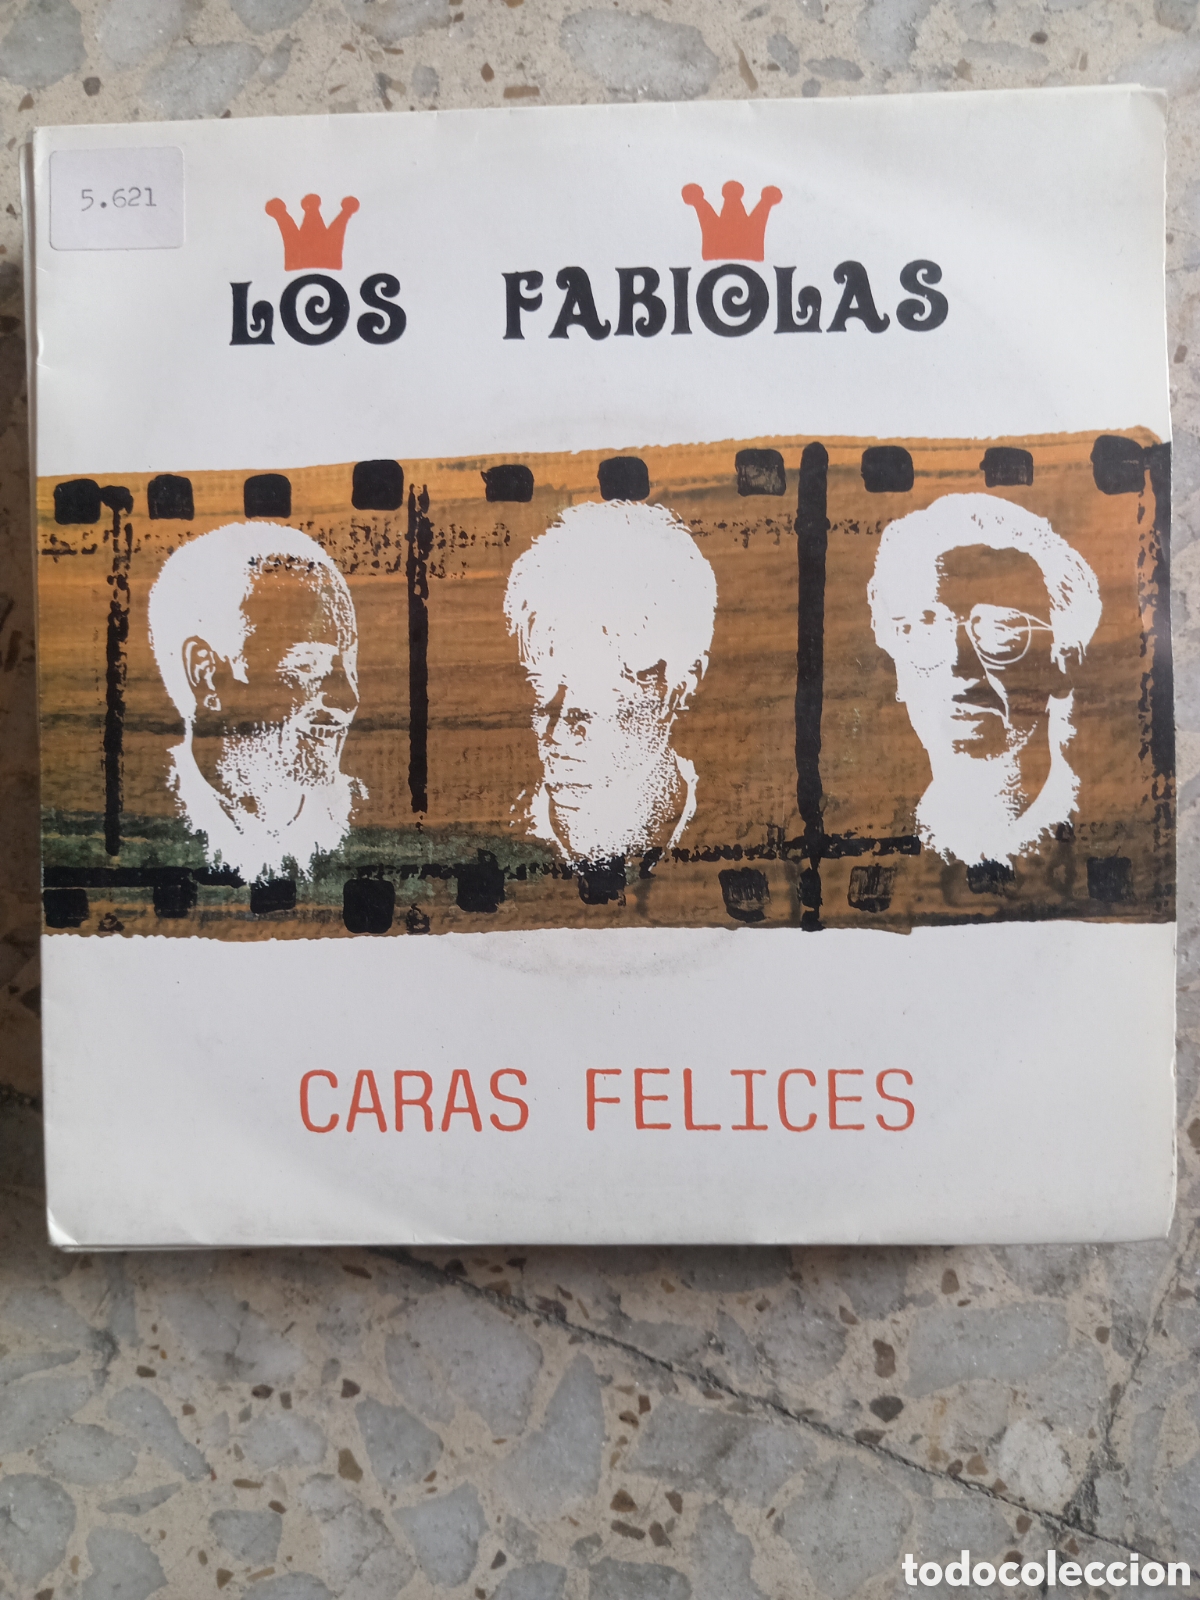 5.621
LOS FABIOLAS
CARAS FELICES
todocoleccion